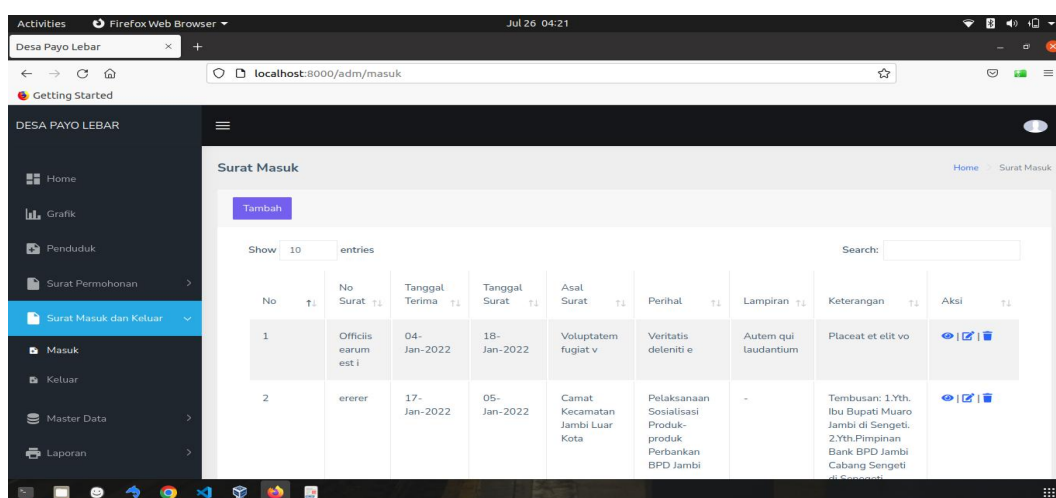 Activities
Firefox Web Browser
Jul 26 04:21
Desa Payo Lebar
localhost:8000/adm/masuk
Getting Started
DESA PAYO LEBAR
Home
Grafik
Penduduk
Surat Permohonan
Surat Masuk dan Keluar
Masuk
Keluar
Master Data
Laporan
Surat Masuk
Home
Surat Masuk
Tambah
Show 10 entries
Search:
No
No
Surat
Tanggal
Terima
Tanggal
Surat
Asal
Surat
Perihal
Lampiran
Keterangan
Aksi
1
Officiis
earum
est i
04-
Jan-2022
18-
Jan-2022
Voluptatem
fugiat v
Veritatis
deleniti e
Autem qui
laudantium
Placeat et elit vo
2
ererer
17-
Jan-2022
05-
Jan-2022
Camat
Kecamatan
Jambi Luar
Kota
Pelaksanaan
Sosialisasi
Produk-
produk
Perbankan
BPD Jambi
-
Tembusan: 1.Yth.
Ibu Bupati Muaro
Jambi di Sengeti.
2.Yth.Pimpinan
Bank BPD Jambi
Cabang Sengeti